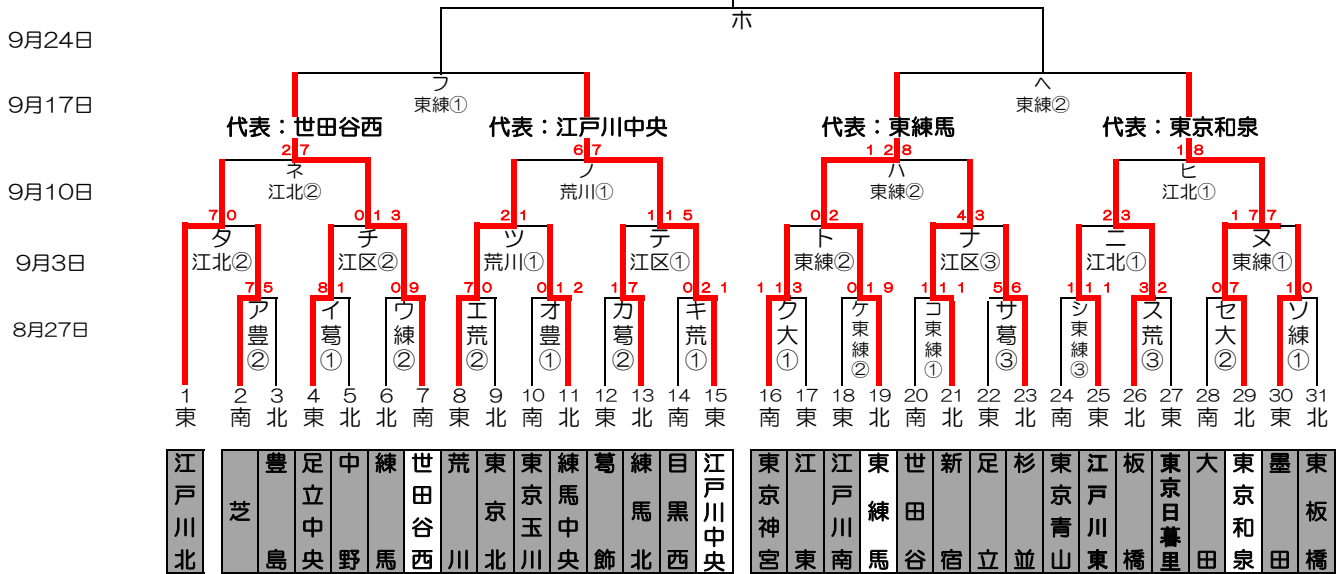 ホ
9月24日
フ
ヘ
9月17日
東練①
東練②
代表：世田谷西
代表：江戸川中央
代表：東練馬
代表：東京和泉
2 7
6 7
1 2 8
1 8
ネ
ノ
ハ
ヒ
9月10日
江北②
荒川①
東練②
江北①
7 0
0 1 3
2 1
1 1 5
0 2
4 3
2 3
1 7 7
タ
チ
ツ
テ
ト
ナ
ニ
ヌ
9月3日
江北②
江区②
荒川①
江区①
東練②
江区③
江北①
東練①
7 5
8 1
0 9
7 0
0 1 2
1 7
0 2 1
1 1 3
0 1 9
1 1 1
5 6
1 1 1
3 2
0 7
1 0
8月27日
ア豊②
イ葛①
ウ練②
エ荒②
オ豊①
カ葛②
キ荒①
ク大①
ケ東練②
コ東練①
サ葛③
シ東練③
ス荒③
セ大②
ソ練①
1 2 3 4 5 6 7 8 9 10 11 12 13 14 15 16 17 18 19 20 21 22 23 24 25 26 27 28 29 30 31
東 南 北 東 北 北 南 東 北 南 北 東 北 南 東 南 東 東 北 南 北 東 北 南 東 北 東 南 北 東 北
江戸川北
芝
豊島
足立中央
中野
練馬
世田谷西
荒川
東京北
東京玉川
練馬中央
葛飾
練馬北
目黒西
江戸川中央
東京神宮
江東
江戸川南
東練馬
世田谷
新宿
足立
杉並
東京青山
江戸川東
板橋
東京日暮里
大田
東京和泉
墨田
東板橋